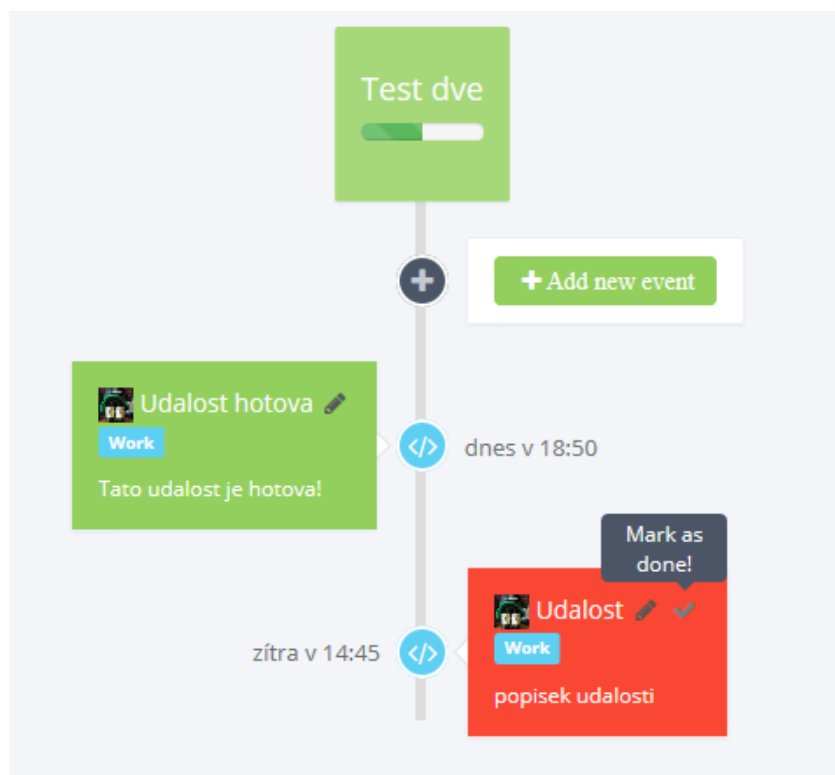 Test dve
Add new event
Udalost hotova
Work
Tato udalost je hotova!
dnes v 18:50
Mark as
done!
Udalost
Work
popisek udalosti
zítra v 14:45